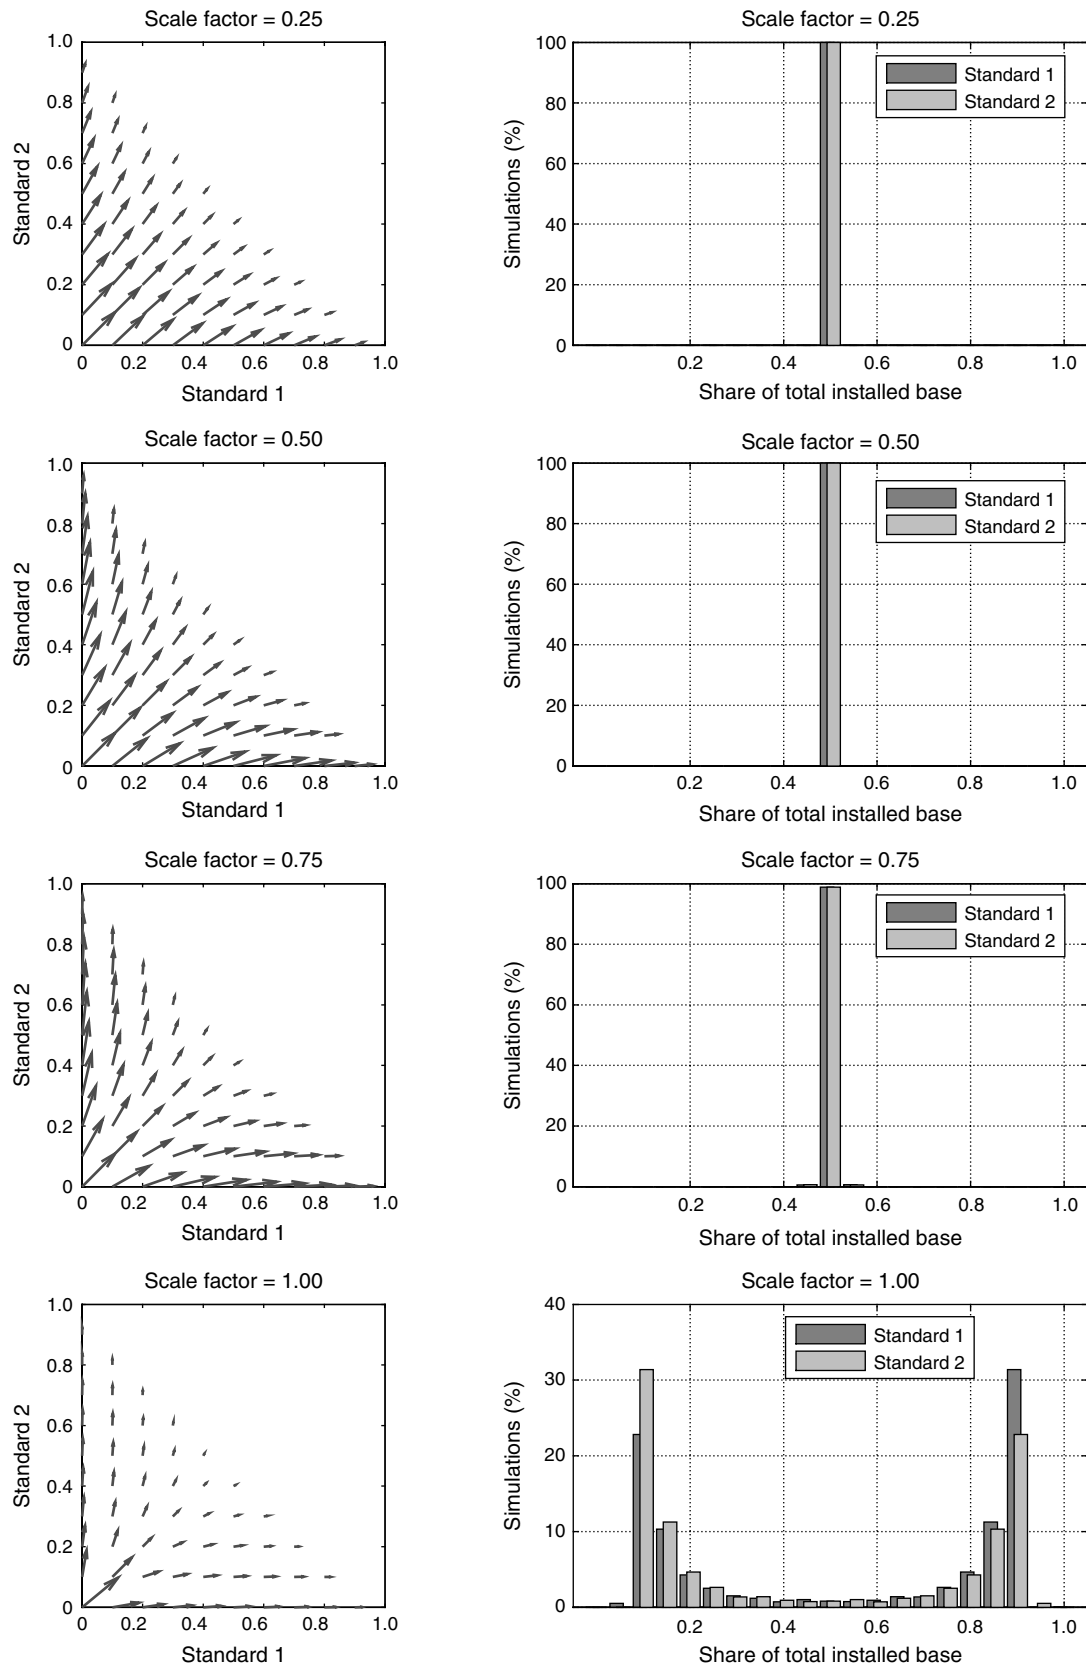 Scale factor = 0.25
1.0
0.8
0.6
0.4
0.2
0
Standard 2
0 0.2 0.4 0.6 0.8 1.0
Standard 1
Scale factor = 0.25
100
80
60
40
20
0
Simulations (%)
Standard 1
Standard 2
0.2 0.4 0.6 0.8 1.0
Share of total installed base
Scale factor = 0.50
1.0
0.8
0.6
0.4
0.2
0
Standard 2
0 0.2 0.4 0.6 0.8 1.0
Standard 1
Scale factor = 0.50
100
80
60
40
20
0
Simulations (%)
Standard 1
Standard 2
0.2 0.4 0.6 0.8 1.0
Share of total installed base
Scale factor = 0.75
1.0
0.8
0.6
0.4
0.2
0
Standard 2
0 0.2 0.4 0.6 0.8 1.0
Standard 1
Scale factor = 0.75
100
80
60
40
20
0
Simulations (%)
Standard 1
Standard 2
0.2 0.4 0.6 0.8 1.0
Share of total installed base
Scale factor = 1.00
1.0
0.8
0.6
0.4
0.2
0
Standard 2
0 0.2 0.4 0.6 0.8 1.0
Standard 1
Scale factor = 1.00
40
30
20
10
0
Simulations (%)
Standard 1
Standard 2
0.2 0.4 0.6 0.8 1.0
Share of total installed base